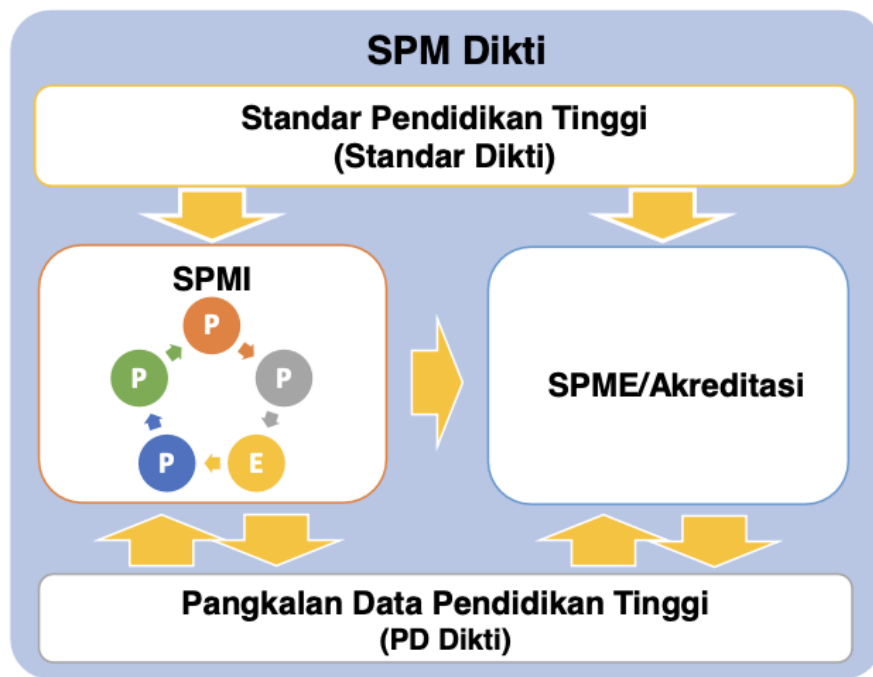 SPM Dikti
Standar Pendidikan Tinggi
(Standar Dikti)
SPMI
P
P
E
P
P
SPME/Akreditasi
Pangkalan Data Pendidikan Tinggi
(PD Dikti)